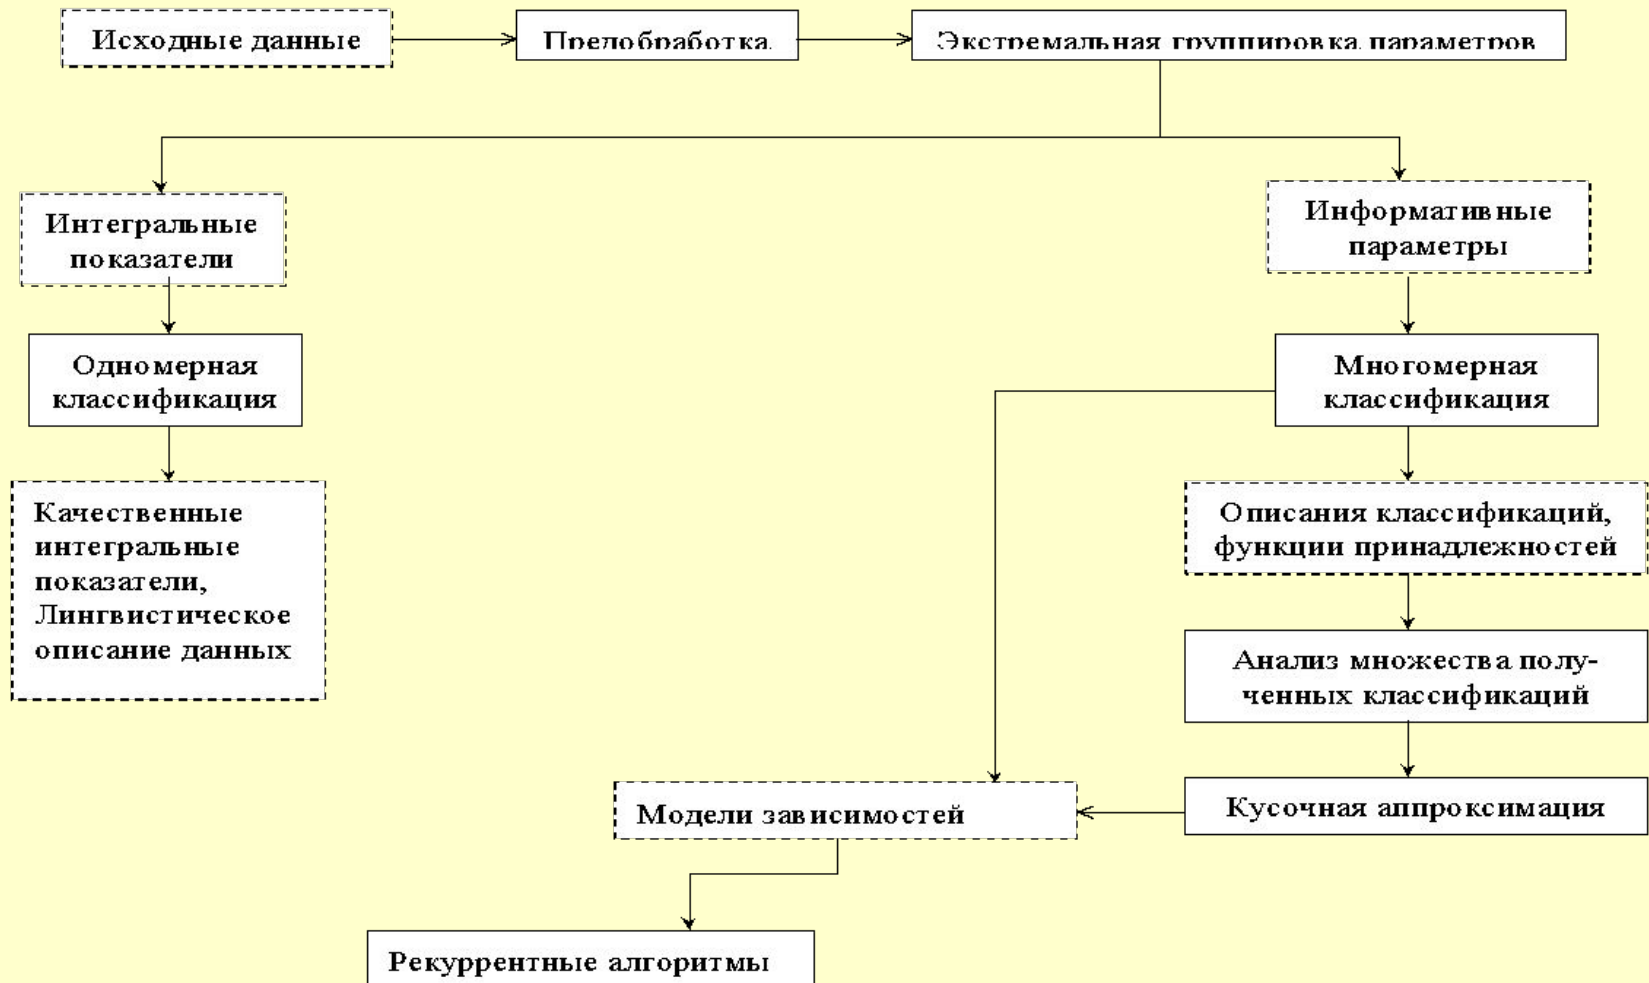 Исходные данные
Предобработка
Экстремальная группировка параметров
Интегральные
показатели
Информативные
параметры
Одномерная
классификация
Многомерная
классификация
Качественные
интегральные
показатели,
Лингвистическое
описание данных
Описания классификаций,
функции принадлежностей
Анализ множества полу-
ченных классификаций
Модели зависимостей
Кусочная аппроксимация
Рекуррентные алгоритмы